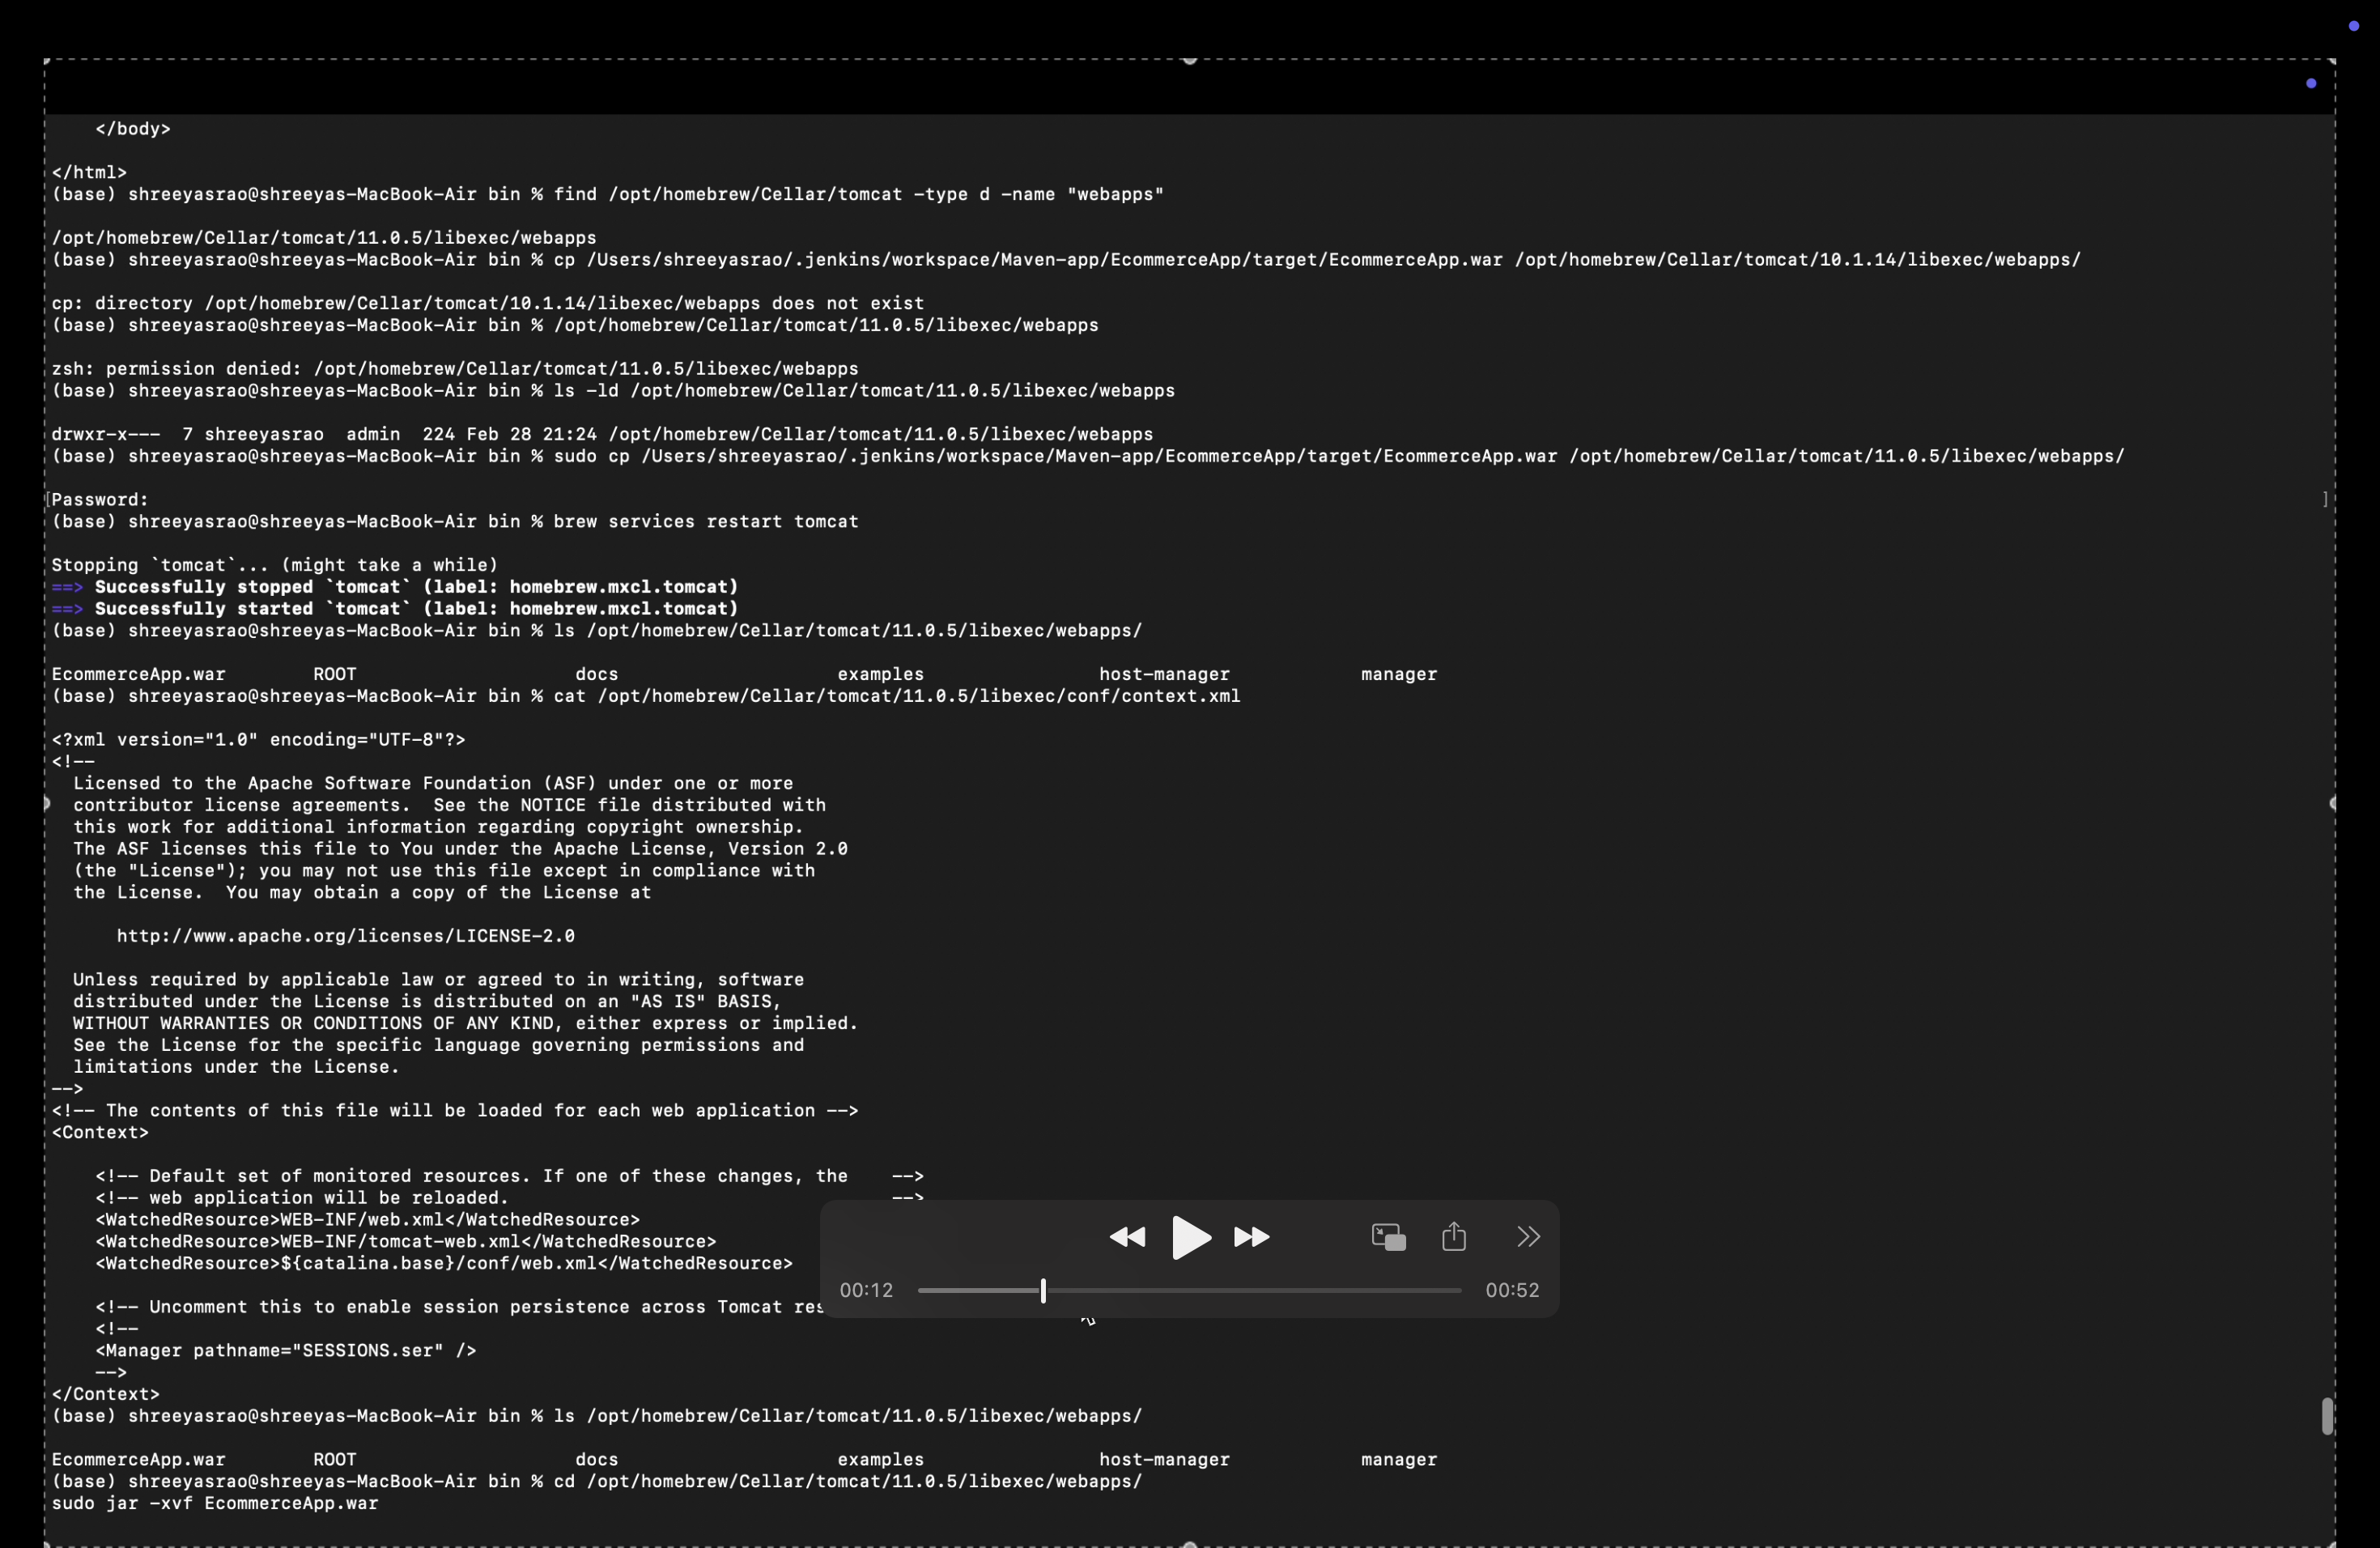 </body>
</html>
(base) shreeyasrao@shreeyas-MacBook-Air bin % find /opt/homebrew/Cellar/tomcat -type d -name "webapps"
/opt/homebrew/Cellar/tomcat/11.0.5/libexec/webapps
(base) shreeyasrao@shreeyas-MacBook-Air bin % cp /Users/shreeyasrao/.jenkins/workspace/Maven-app/EcommerceApp/target/EcommerceApp.war /opt/homebrew/Cellar/tomcat/10.1.14/libexec/webapps/
cp: directory /opt/homebrew/Cellar/tomcat/10.1.14/libexec/webapps does not exist
(base) shreeyasrao@shreeyas-MacBook-Air bin % /opt/homebrew/Cellar/tomcat/11.0.5/libexec/webapps
zsh: permission denied: /opt/homebrew/Cellar/tomcat/11.0.5/libexec/webapps
(base) shreeyasrao@shreeyas-MacBook-Air bin % ls -ld /opt/homebrew/Cellar/tomcat/11.0.5/libexec/webapps
drwxr-x---  7 shreeyasrao  admin  224 Feb 28 21:24 /opt/homebrew/Cellar/tomcat/11.0.5/libexec/webapps
(base) shreeyasrao@shreeyas-MacBook-Air bin % sudo cp /Users/shreeyasrao/.jenkins/workspace/Maven-app/EcommerceApp/target/EcommerceApp.war /opt/homebrew/Cellar/tomcat/11.0.5/libexec/webapps/
[Password: ]
(base) shreeyasrao@shreeyas-MacBook-Air bin % brew services restart tomcat
Stopping `tomcat`... (might take a while)
==> Successfully stopped `tomcat` (label: homebrew.mxcl.tomcat)
==> Successfully started `tomcat` (label: homebrew.mxcl.tomcat)
(base) shreeyasrao@shreeyas-MacBook-Air bin % ls /opt/homebrew/Cellar/tomcat/11.0.5/libexec/webapps/
EcommerceApp.war ROOT docs examples host-manager manager
(base) shreeyasrao@shreeyas-MacBook-Air bin % cat /opt/homebrew/Cellar/tomcat/11.0.5/libexec/conf/context.xml
<?xml version="1.0" encoding="UTF-8"?>
<!--
Licensed to the Apache Software Foundation (ASF) under one or more
contributor license agreements.  See the NOTICE file distributed with
this work for additional information regarding copyright ownership.
The ASF licenses this file to You under the Apache License, Version 2.0
(the "License"); you may not use this file except in compliance with
the License.  You may obtain a copy of the License at
http://www.apache.org/licenses/LICENSE-2.0
Unless required by applicable law or agreed to in writing, software
distributed under the License is distributed on an "AS IS" BASIS,
WITHOUT WARRANTIES OR CONDITIONS OF ANY KIND, either express or implied.
See the License for the specific language governing permissions and
limitations under the License.
-->
<!-- The contents of this file will be loaded for each web application -->
<Context>
<!-- Default set of monitored resources. If one of these changes, the    -->
<!-- web application will be reloaded.                                   -->
<WatchedResource>WEB-INF/web.xml</WatchedResource>
<WatchedResource>WEB-INF/tomcat-web.xml</WatchedResource>
<WatchedResource>${catalina.base}/conf/web.xml</WatchedResource>
<!-- Uncomment this to enable session persistence across Tomcat res
<!--
<Manager pathname="SESSIONS.ser" />
-->
</Context>
(base) shreeyasrao@shreeyas-MacBook-Air bin % ls /opt/homebrew/Cellar/tomcat/11.0.5/libexec/webapps/
EcommerceApp.war ROOT docs examples host-manager manager
(base) shreeyasrao@shreeyas-MacBook-Air bin % cd /opt/homebrew/Cellar/tomcat/11.0.5/libexec/webapps/
sudo jar -xvf EcommerceApp.war
00:12 00:52